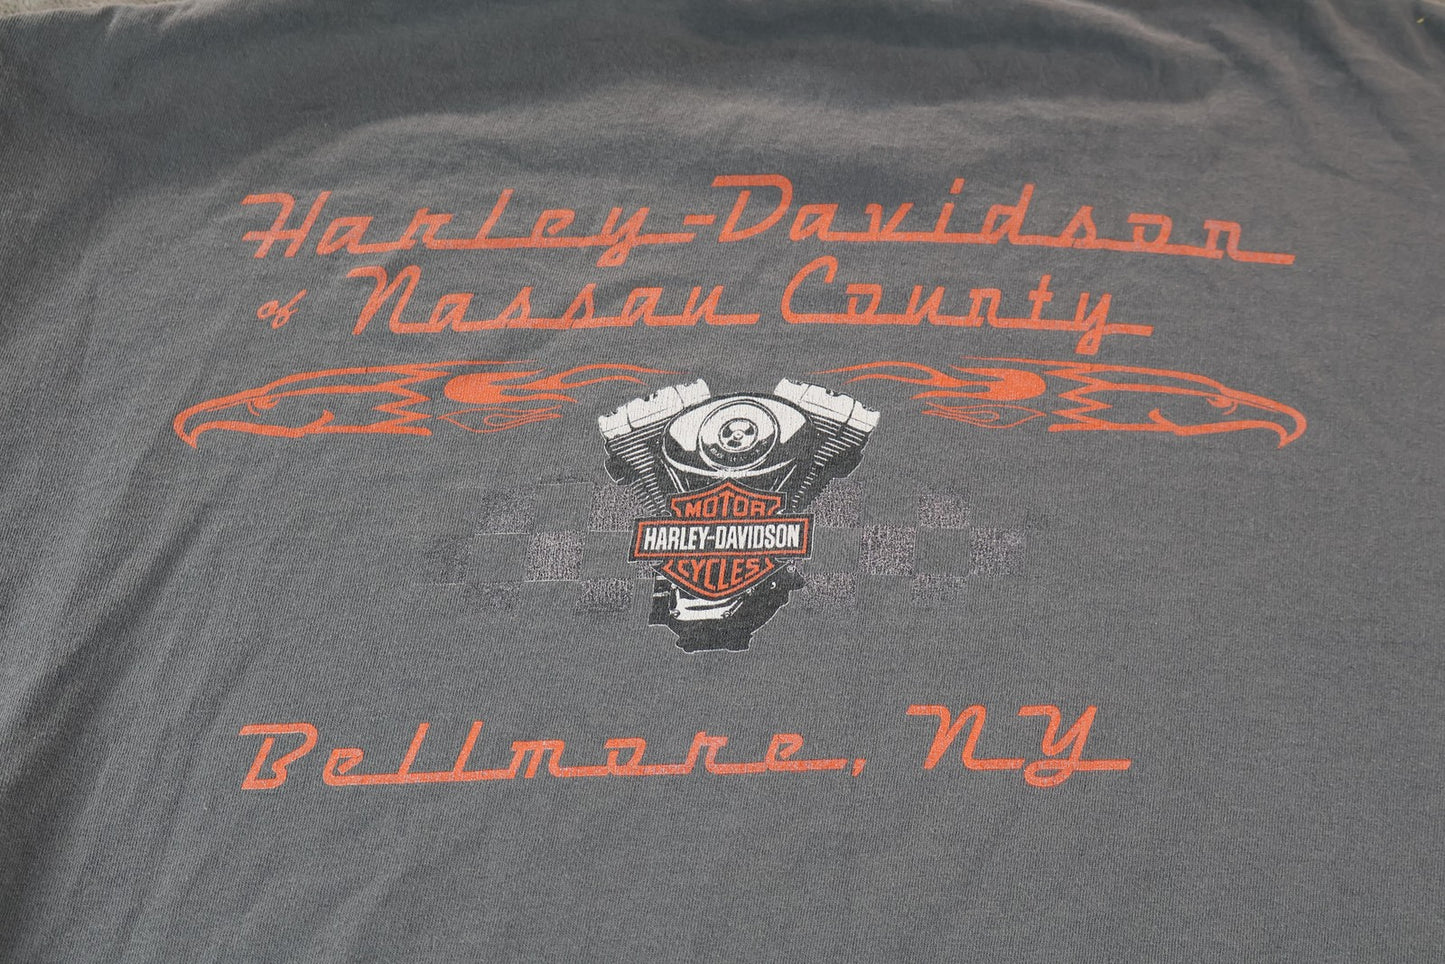 Harley-Davidson
of Nassau County
MOTOR
HARLEY-DAVIDSON
CYCLES
Bellmore, NY